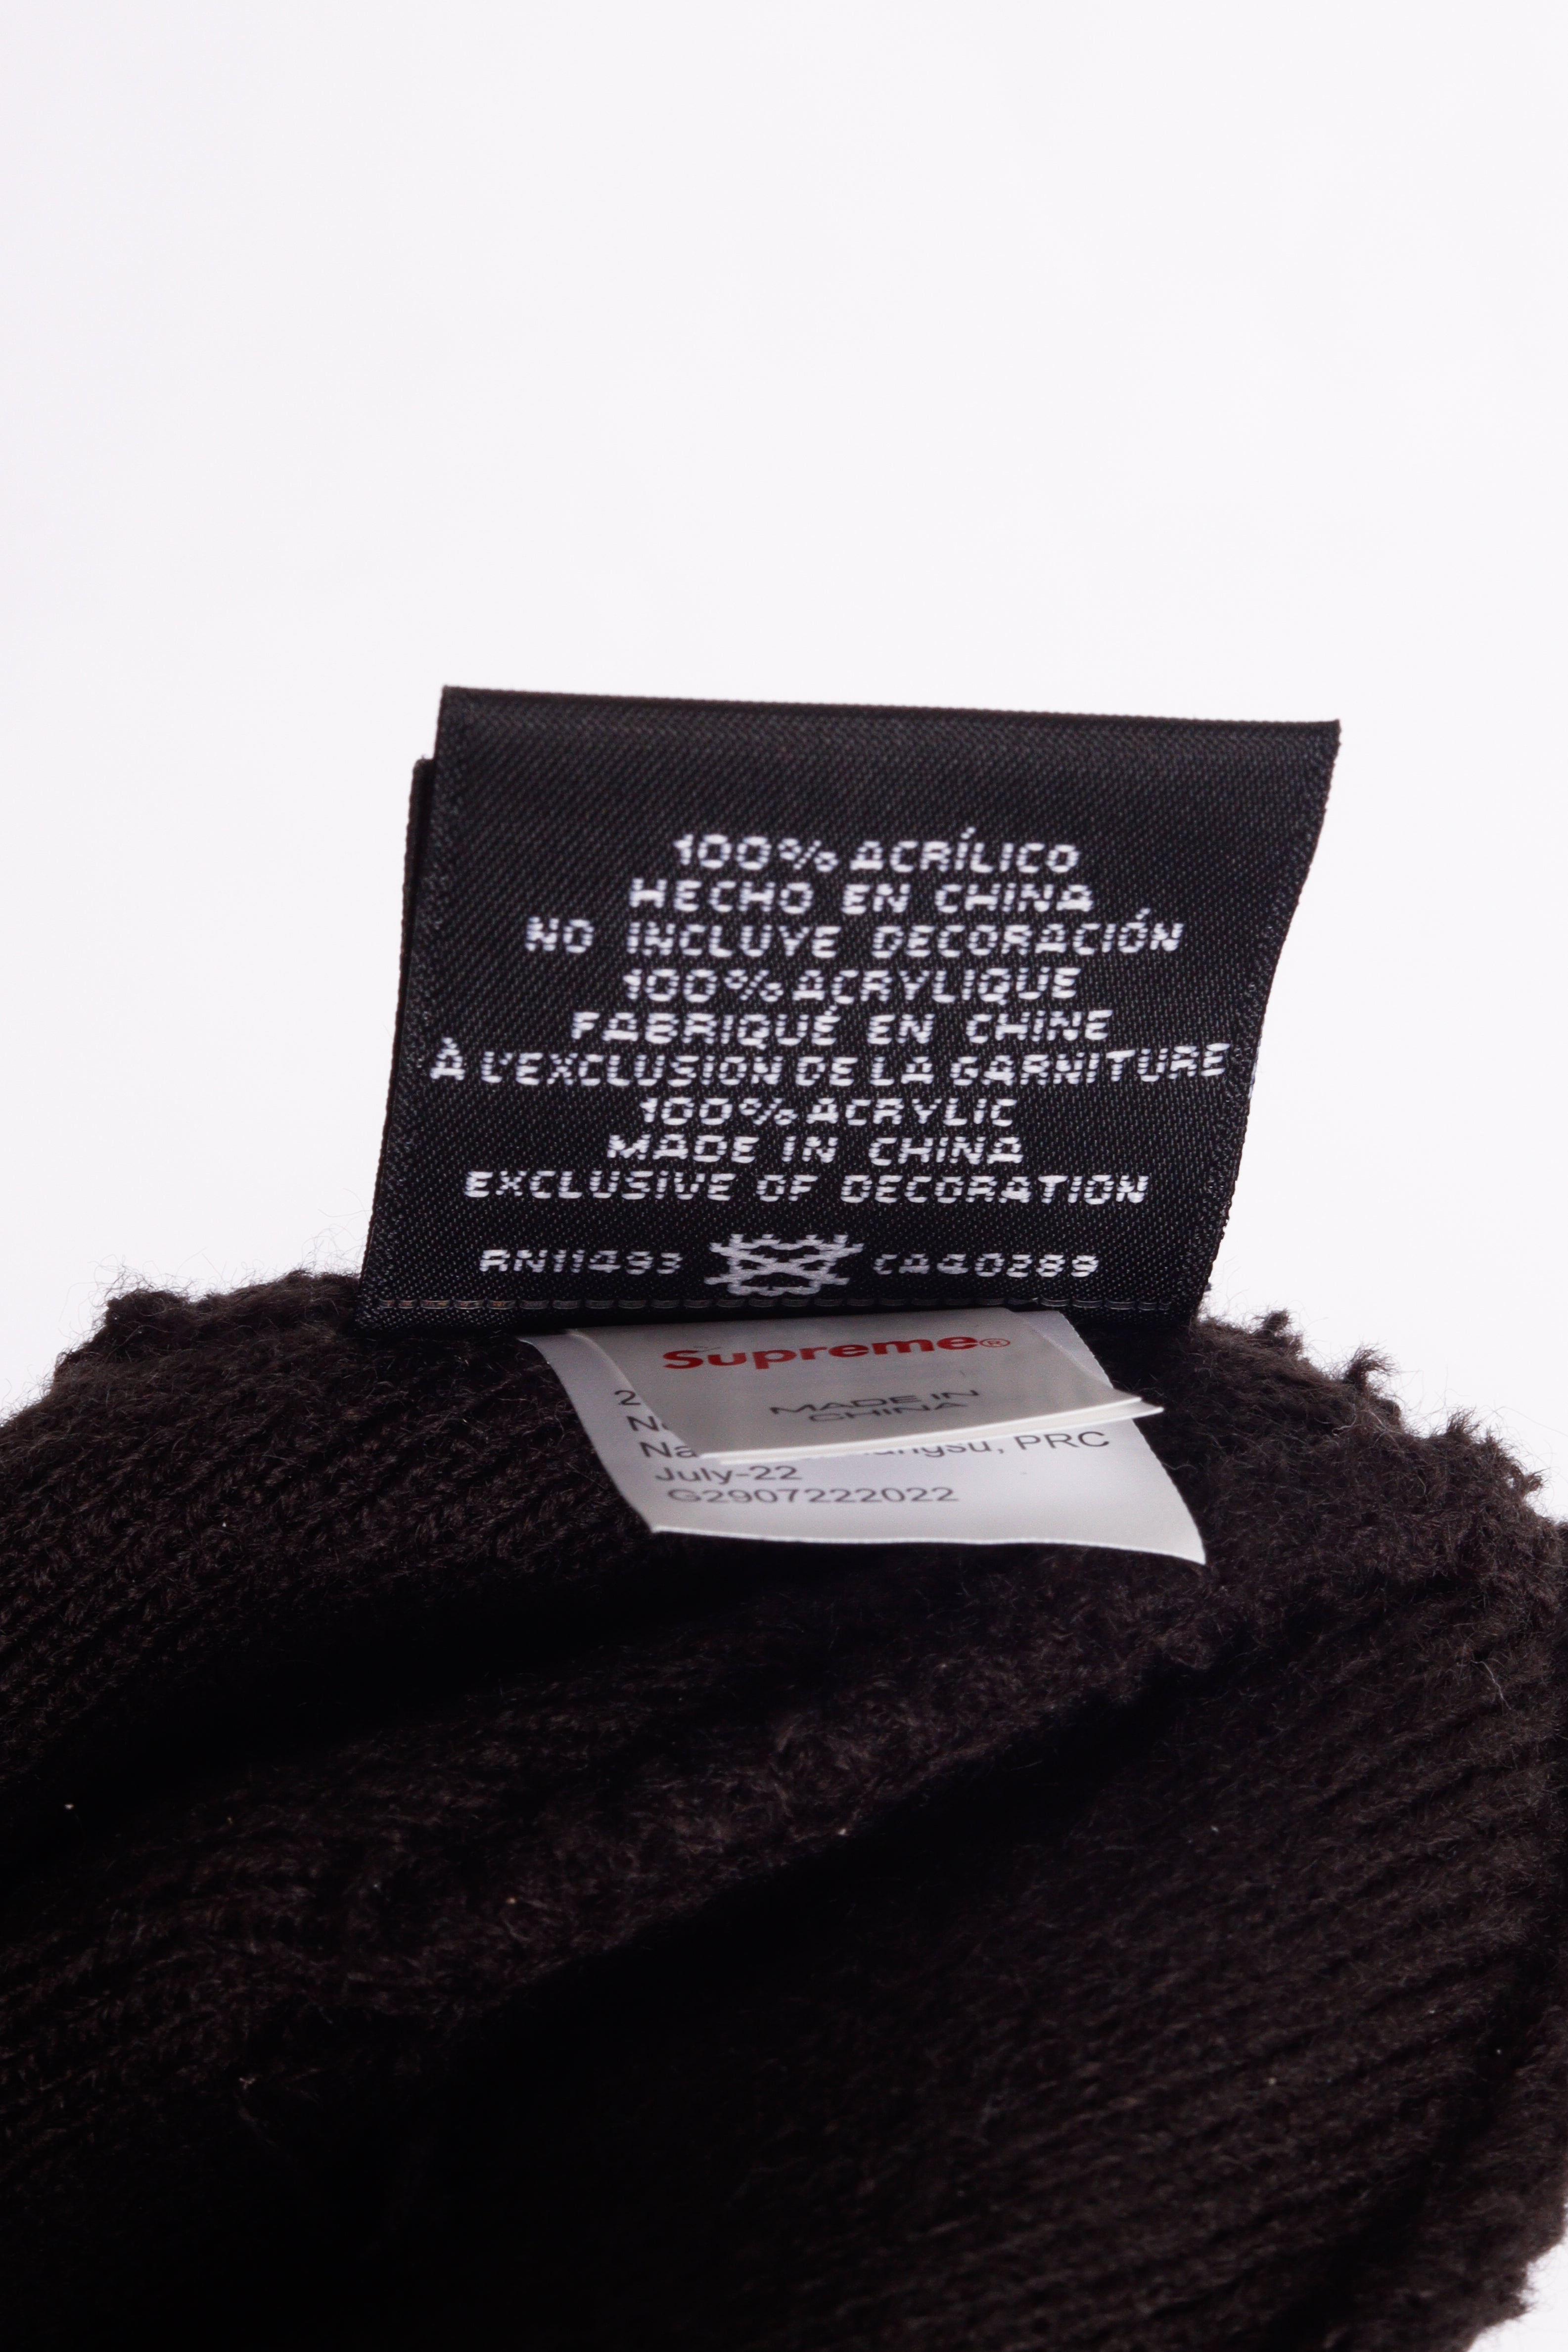 100% ACRÍLICO
HECHO EN CHINA
NO INCLUYE DECORACIÓN
100% ACRYLIQUE
FABRIQUÉ EN CHINE
À L'EXCLUSION DE LA GARNITURE
100% ACRYLIC
MADE IN CHINA
EXCLUSIVE OF DECORATION
RN11493 CA40289
Supreme®
MADE IN
CHINA
PRC
July-22
G2907222022